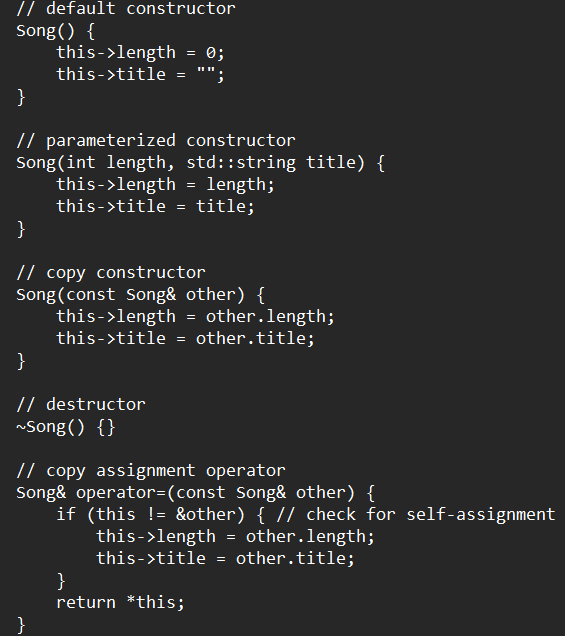 // default constructor
Song() {
    this->length = 0;
    this->title = "";
}

// parameterized constructor
Song(int length, std::string title) {
    this->length = length;
    this->title = title;
}

// copy constructor
Song(const Song& other) {
    this->length = other.length;
    this->title = other.title;
}

// destructor
~Song() {}

// copy assignment operator
Song& operator=(const Song& other) {
    if (this != &other) { // check for self-assignment
        this->length = other.length;
        this->title = other.title;
    }
    return *this;
}